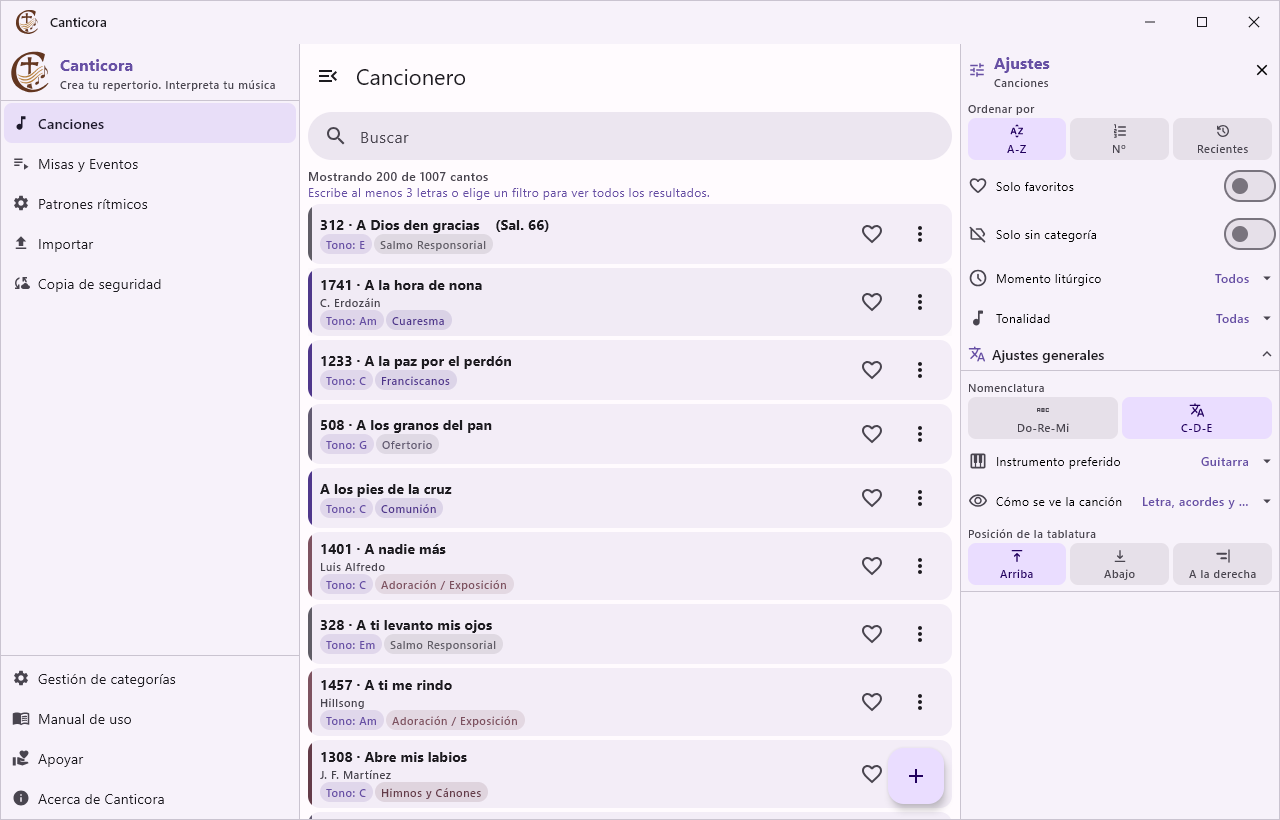 Canticora
Canticora
Crea tu repertorio. Interpreta tu música
Canciones
Misas y Eventos
Patrones rítmicos
Importar
Copia de seguridad
Gestión de categorías
Manual de uso
Apoyar
Acerca de Canticora
Cancionero
Buscar
Mostrando 200 de 1007 cantos
Escribe al menos 3 letras o elige un filtro para ver todos los resultados.
312 · A Dios den gracias (Sal. 66)
Tono: E Salmo Responsorial
1741 · A la hora de nona
C. Erdozáin
Tono: Am Cuaresma
1233 · A la paz por el perdón
Tono: C Franciscanos
508 · A los granos del pan
Tono: G Ofertorio
A los pies de la cruz
Tono: C Comunión
1401 · A nadie más
Luis Alfredo
Tono: C Adoración / Exposición
328 · A ti levanto mis ojos
Tono: Em Salmo Responsorial
1457 · A ti me rindo
Hillsong
Tono: Am Adoración / Exposición
1308 · Abre mis labios
J. F. Martínez
Tono: C Himnos y Cánones
Ajustes
Canciones
Ordenar por
A-Z Nº Recientes
Solo favoritos
Solo sin categoría
Momento litúrgico Todos
Tonalidad Todas
Ajustes generales
Nomenclatura
Do-Re-Mi C-D-E
Instrumento preferido Guitarra
Cómo se ve la canción Letra, acordes y ...
Posición de la tablatura
Arriba Abajo A la derecha